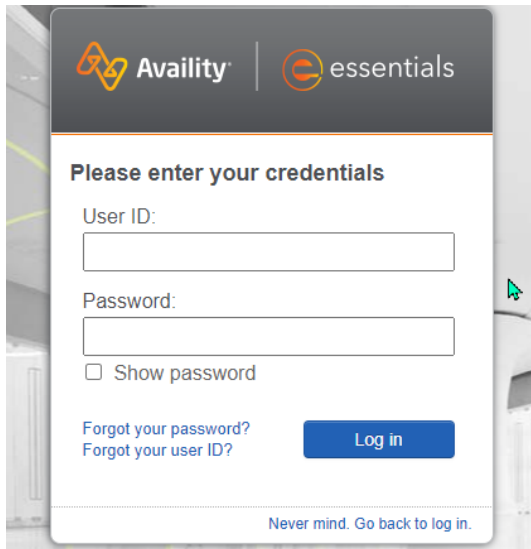 Availity essentials
Please enter your credentials
User ID:
Password:
Show password
Forgot your password?
Forgot your user ID?
Log in
Never mind. Go back to log in.